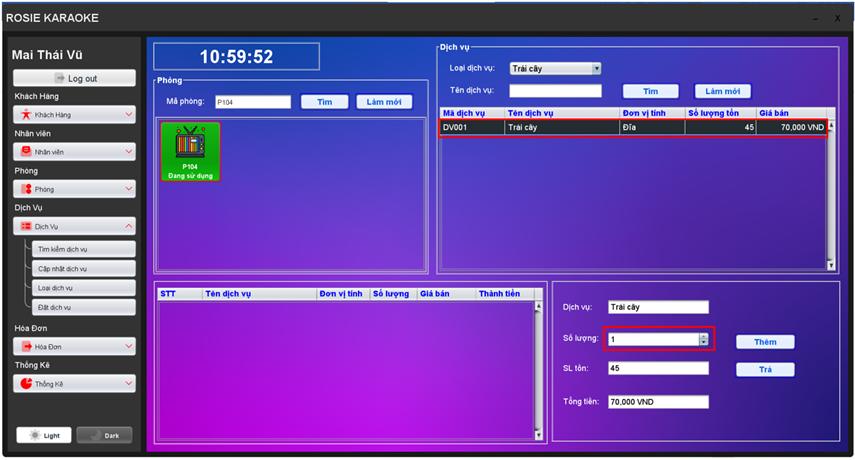 ROSIE KARAOKE
- X
Mai Thái Vũ
Log out
Khách Hàng
Khách Hàng
Nhân viên
Nhân viên
Phòng
Phòng
Dịch Vụ
Dịch Vụ
Tìm kiếm dịch vụ
Cập nhật dịch vụ
Loại dịch vụ
Đặt dịch vụ
Hóa Đơn
Hóa Đơn
Thống Kê
Thống Kê
Light Dark
10:59:52
Phòng
Mã phòng: P104 Tìm Làm mới
P104
Đang sử dụng
Dịch vụ
Loại dịch vụ: Trái cây
Tên dịch vụ: Tìm Làm mới
Mã dịch vụ Tên dịch vụ Đơn vị tính Số lượng tồn Giá bán
DV001 Trái cây Đĩa 45 70,000 VND
STT Tên dịch vụ Đơn vị tính Số lượng Giá bán Thành tiền
Dịch vụ: Trái cây
Số lượng: 1 Thêm
SL tồn: 45 Trả
Tổng tiền: 70,000 VND